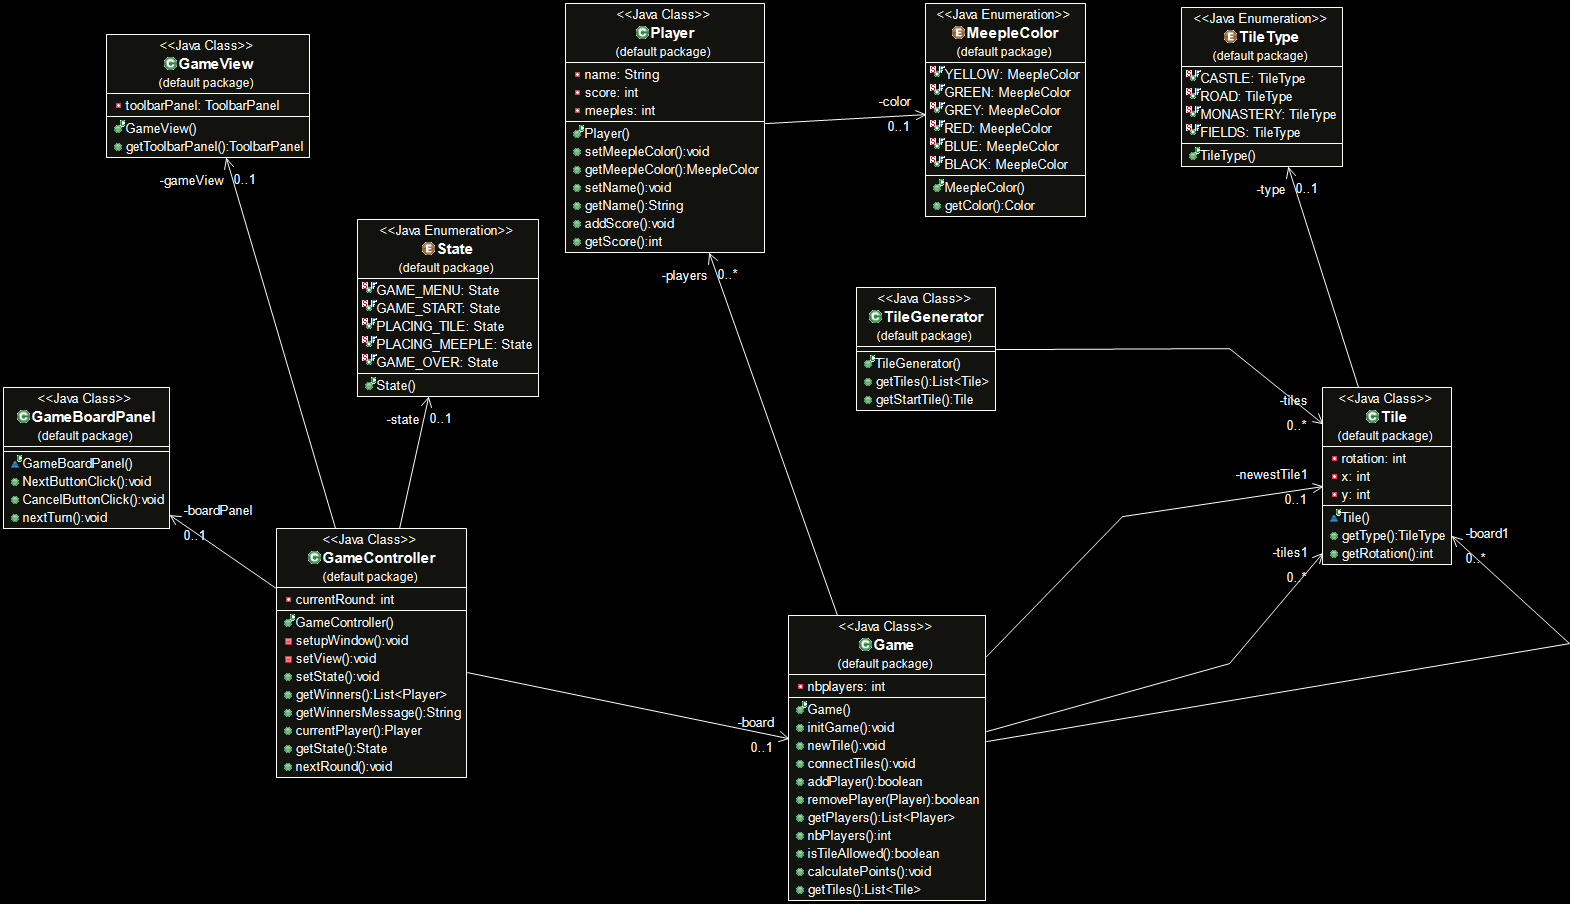 <<Java Class>>
GameView
(default package)
toolbarPanel: ToolbarPanel
GameView()
getToolbarPanel():ToolbarPanel
-gameView
0..1
<<Java Enumeration>>
State
(default package)
GAME_MENU: State
GAME_START: State
PLACING_TILE: State
PLACING_MEEPLE: State
GAME_OVER: State
State()
-state
0..1
<<Java Class>>
Player
(default package)
name: String
score: int
meeples: int
Player()
setMeepleColor():void
getMeepleColor():MeepleColor
setName():void
getName():String
addScore():void
getScore():int
-color
0..1
-players
0..*
<<Java Enumeration>>
MeepleColor
(default package)
YELLOW: MeepleColor
GREEN: MeepleColor
GREY: MeepleColor
RED: MeepleColor
BLUE: MeepleColor
BLACK: MeepleColor
MeepleColor()
getColor():Color
<<Java Enumeration>>
TileType
(default package)
CASTLE: TileType
ROAD: TileType
MONASTERY: TileType
FIELDS: TileType
TileType()
-type
0..1
<<Java Class>>
TileGenerator
(default package)
TileGenerator()
getTiles():List<Tile>
getStartTile():Tile
-tiles
0..*
<<Java Class>>
Tile
(default package)
rotation: int
x: int
y: int
Tile()
getType():TileType
getRotation():int
-newestTile1
0..1
-tiles1
0..*
-board1
0..*
<<Java Class>>
GameBoardPanel
(default package)
GameBoardPanel()
NextButtonClick():void
CancelButtonClick():void
nextTurn():void
-boardPanel
0..1
<<Java Class>>
GameController
(default package)
currentRound: int
GameController()
setupWindow():void
setView():void
setState():void
getWinners():List<Player>
getWinnersMessage():String
currentPlayer():Player
getState():State
nextRound():void
-board
0..1
<<Java Class>>
Game
(default package)
nbplayers: int
Game()
initGame():void
newTile():void
connectTiles():void
addPlayer():boolean
removePlayer(Player):boolean
getPlayers():List<Player>
nbPlayers():int
isTileAllowed():boolean
calculatePoints():void
getTiles():List<Tile>